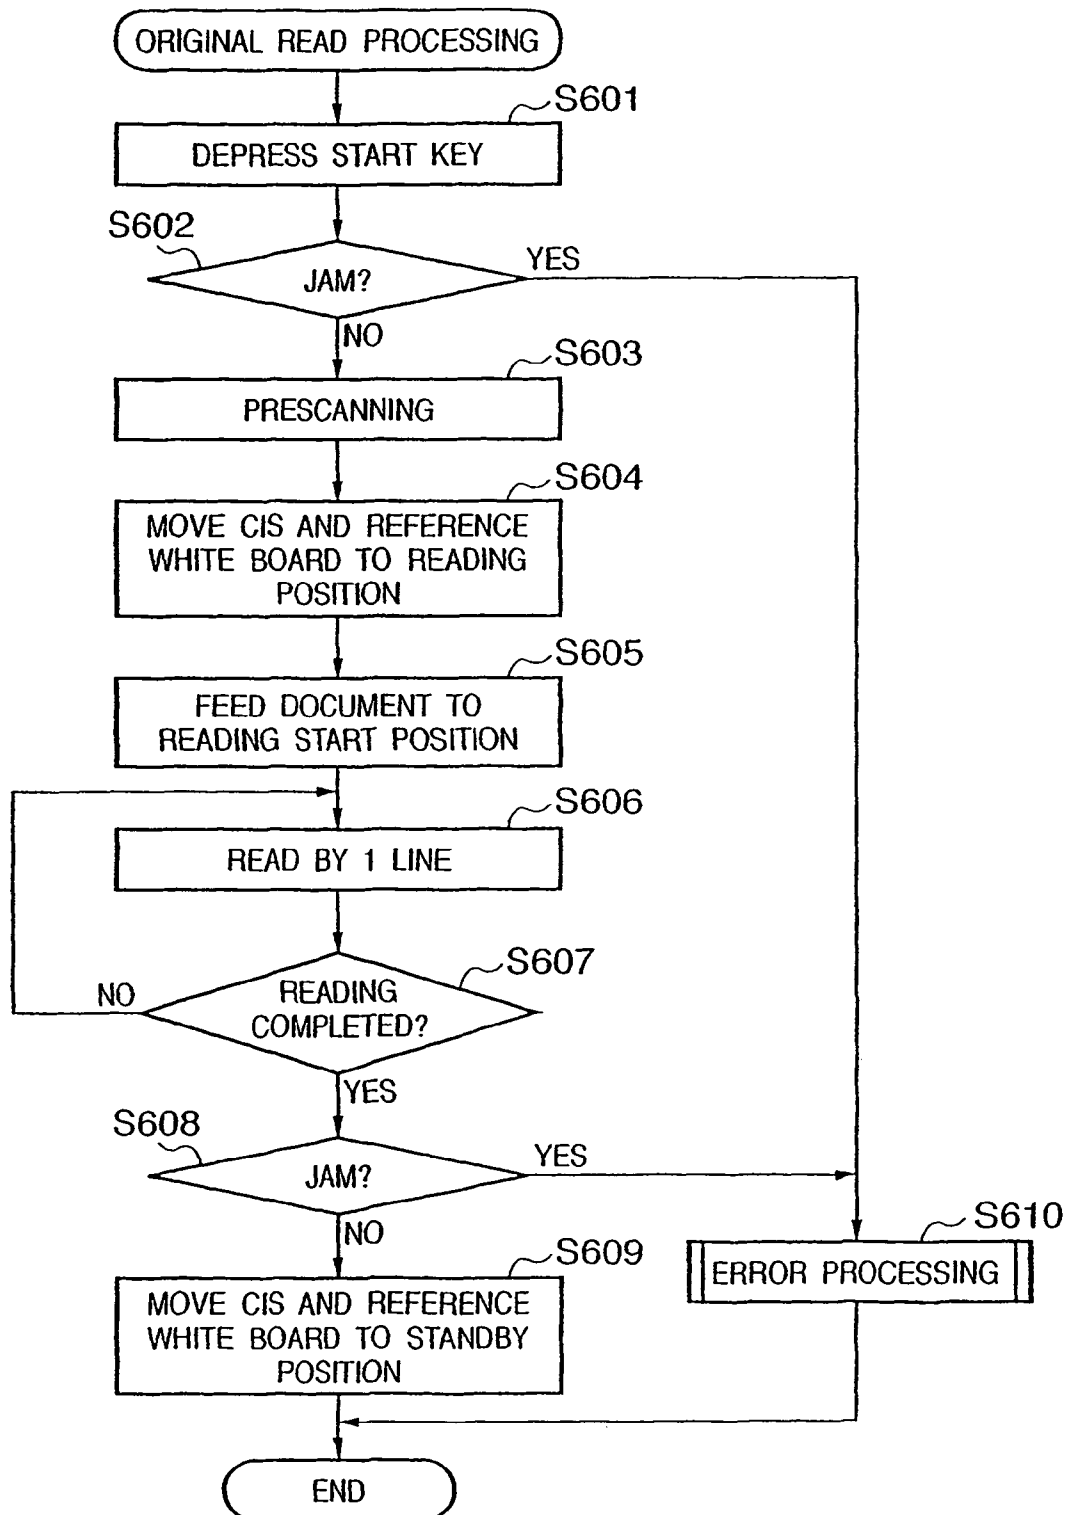 ORIGINAL READ PROCESSING
S601
DEPRESS START KEY
S602
JAM?
YES
NO
S603
PRESCANNING
S604
MOVE CIS AND REFERENCE
WHITE BOARD TO READING
POSITION
S605
FEED DOCUMENT TO
READING START POSITION
S606
READ BY 1 LINE
S607
READING
COMPLETED?
NO
YES
S608
JAM?
YES
NO
S609
MOVE CIS AND REFERENCE
WHITE BOARD TO STANDBY
POSITION
S610
ERROR PROCESSING
END